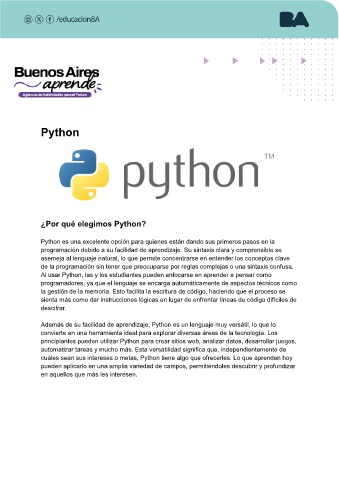 /educacionBA
BA
Buenos Aires
aprende
Agencia de Habilidades para el Futuro
Python
python™
¿Por qué elegimos Python?
Python es una excelente opción para quienes están dando sus primeros pasos en la
programación debido a su facilidad de aprendizaje. Su sintaxis clara y comprensible se
asemeja al lenguaje natural, lo que permite concentrarse en entender los conceptos clave
de la programación sin tener que preocuparse por reglas complejas o una sintaxis confusa.
Al usar Python, las y los estudiantes pueden enfocarse en aprender a pensar como
programadores, ya que el lenguaje se encarga automáticamente de aspectos técnicos como
la gestión de la memoria. Esto facilita la escritura de código, haciendo que el proceso se
sienta más como dar instrucciones lógicas en lugar de enfrentar líneas de código difíciles de
descifrar.
Además de su facilidad de aprendizaje, Python es un lenguaje muy versátil, lo que lo
convierte en una herramienta ideal para explorar diversas áreas de la tecnología. Los
principiantes pueden utilizar Python para crear sitios web, analizar datos, desarrollar juegos,
automatizar tareas y mucho más. Esta versatilidad significa que, independientemente de
cuáles sean sus intereses o metas, Python tiene algo que ofrecerles. Lo que aprenden hoy
pueden aplicarlo en una amplia variedad de campos, permitiéndoles descubrir y profundizar
en aquellos que más les interesen.